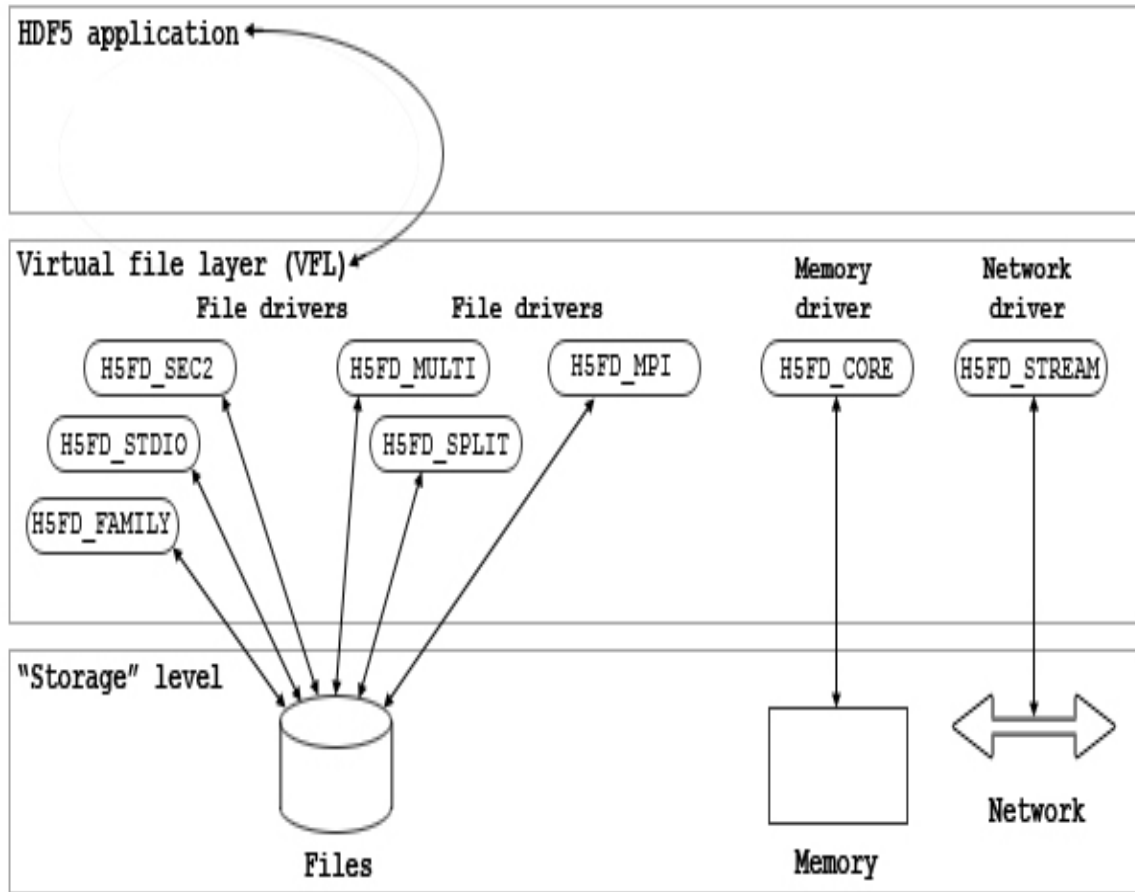 HDF5 application
Virtual file layer (VFL)
File drivers
File drivers
Memory
driver
Network
driver
H5FD_SEC2
H5FD_MULTI
H5FD_MPI
H5FD_CORE
H5FD_STREAM
H5FD_STDIO
H5FD_SPLIT
H5FD_FAMILY
"Storage" level
Files
Memory
Network